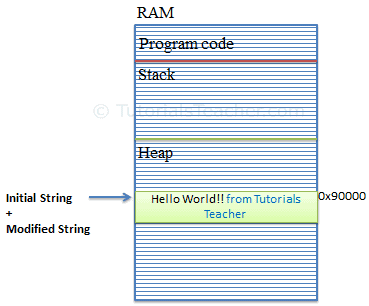 RAM
Program code
Stack
© TutorialsTeacher.com
Heap
Hello World!! from Tutorials
Teacher
0x90000
Initial String
+
Modified String